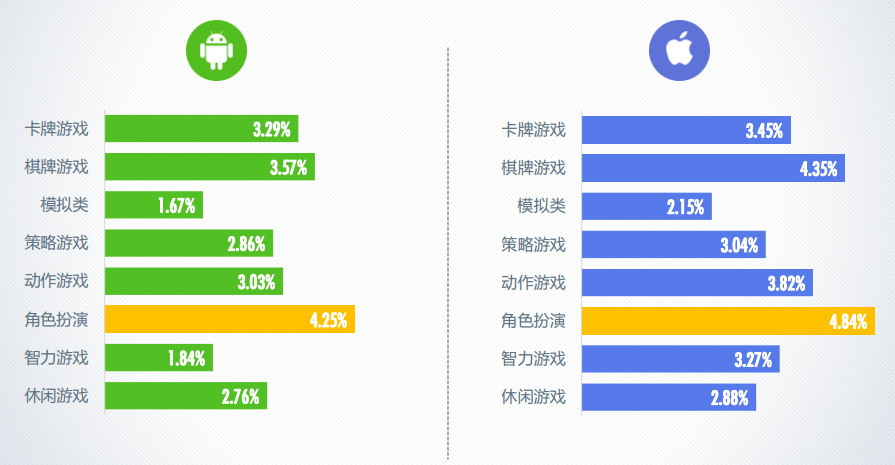 卡牌游戏 3.29%
棋牌游戏 3.57%
模拟类 1.67%
策略游戏 2.86%
动作游戏 3.03%
角色扮演 4.25%
智力游戏 1.84%
休闲游戏 2.76%
卡牌游戏 3.45%
棋牌游戏 4.35%
模拟类 2.15%
策略游戏 3.04%
动作游戏 3.82%
角色扮演 4.84%
智力游戏 3.27%
休闲游戏 2.88%